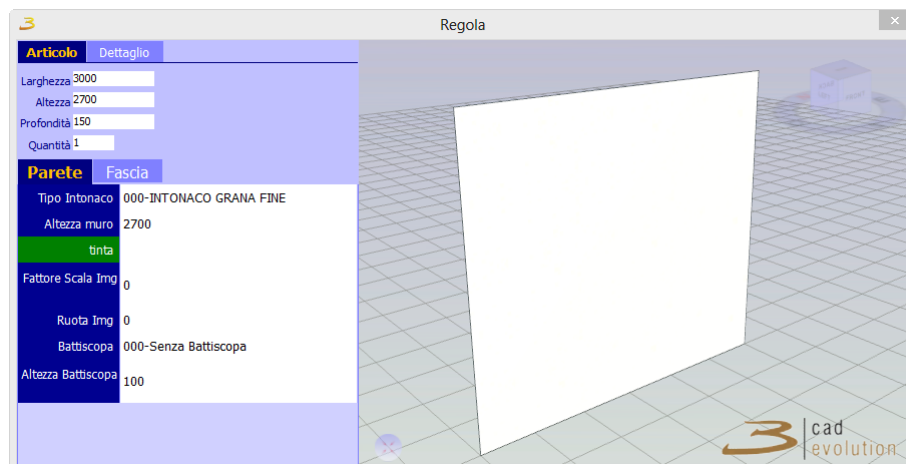 Regola
Articolo Dettaglio
Larghezza 3000
Altezza 2700
Profondità 150
Quantità 1
Parete Fascia
Tipo Intonaco 000-INTONACO GRANA FINE
Altezza muro 2700
tinta
Fattore Scala Img 0
Ruota Img 0
Battiscopa 000-Senza Battiscopa
Altezza Battiscopa 100
cad
evolution